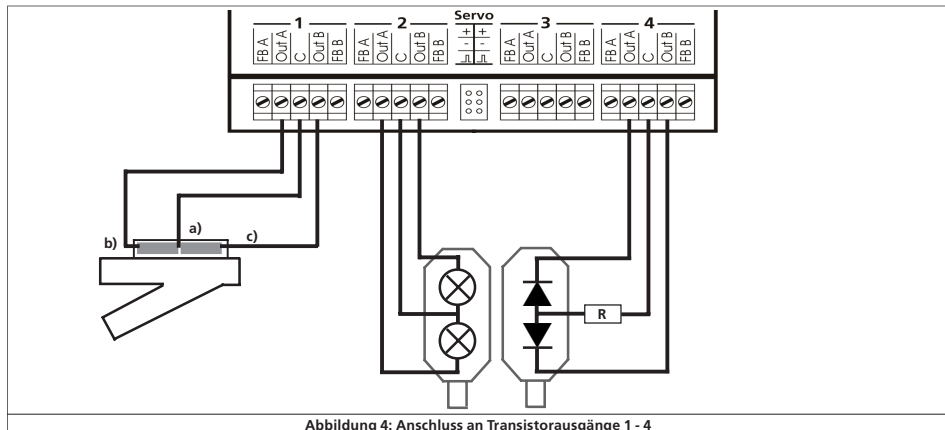 Servo
1 2 3 4
FB A Out A C Out B FB B FB A Out A C Out B FB B + - + - FB A Out A C Out B FB B FB A Out A C Out B FB B
a)
b) c)
R
Abbildung 4: Anschluss an Transistorausgänge 1 - 4